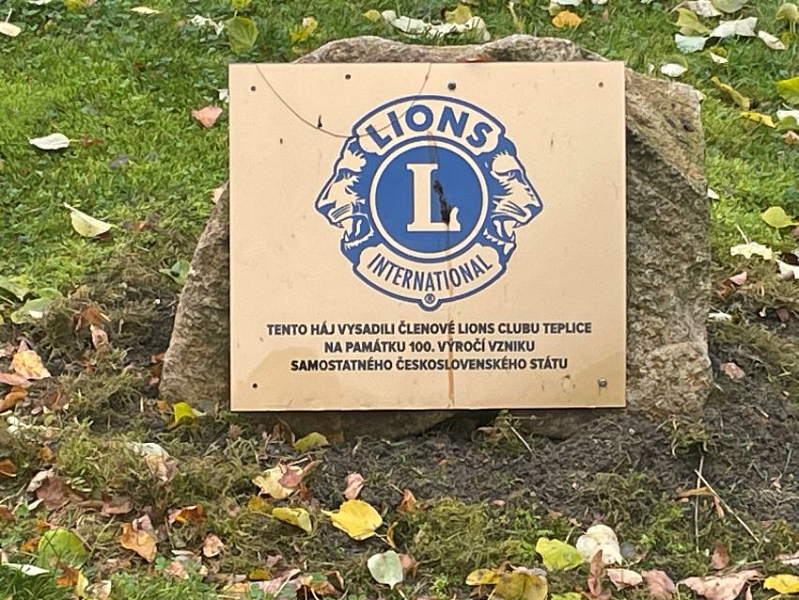 LIONS
L
INTERNATIONAL
®
TENTO HÁJ VYSADILI ČLENOVÉ LIONS CLUBU TEPLICE
NA PAMÁTKU 100. VÝROČÍ VZNIKU
SAMOSTATNÉHO ČESKOSLOVENSKÉHO STÁTU